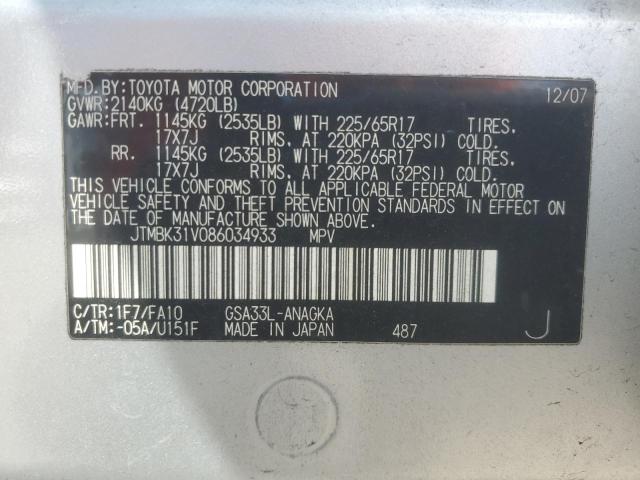 MFD.BY:TOYOTA MOTOR CORPORATION 12/07
GVWR:2140KG (4720LB)
GAWR:FRT. 1145KG (2535LB) WITH 225/65R17 TIRES,
17X7J RIMS, AT 220KPA (32PSI) COLD.
RR. 1145KG (2535LB) WITH 225/65R17 TIRES,
17X7J RIMS, AT 220KPA (32PSI) COLD.
THIS VEHICLE CONFORMS TO ALL APPLICABLE FEDERAL MOTOR
VEHICLE SAFETY AND THEFT PREVENTION STANDARDS IN EFFECT ON
THE DATE OF MANUFACTURE SHOWN ABOVE.
JTMBK31V086034933 MPV
C/TR:1F7/FA10 GSA33L-ANAGKA
A/TM:-05A/U151F MADE IN JAPAN 487 J